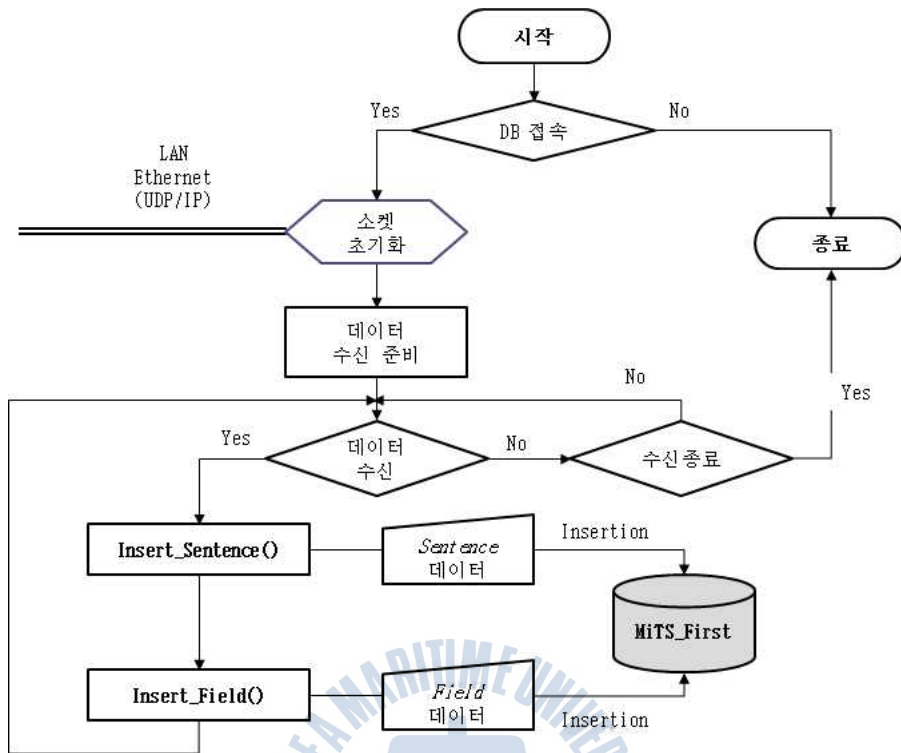 시작
Yes
No
DB 접속
LAN
Ethernet
(UDP/IP)
소켓
초기화
종료
데이터
수신 준비
No
Yes
Yes
데이터
수신
No
수신종료
Insert_Sentence()
Sentence
데이터
Insertion
MiTS_First
Insert_Field()
Field
데이터
Insertion